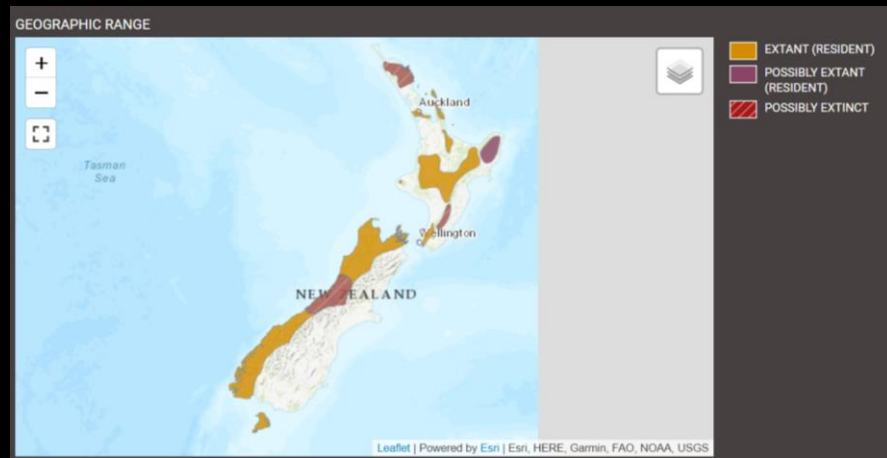 GEOGRAPHIC RANGE
+
−
Auckland
Tasman
Sea
Wellington
NEW ZEALAND
Leaflet | Powered by Esri | Esri, HERE, Garmin, FAO, NOAA, USGS
EXTANT (RESIDENT)
POSSIBLY EXTANT
(RESIDENT)
POSSIBLY EXTINCT